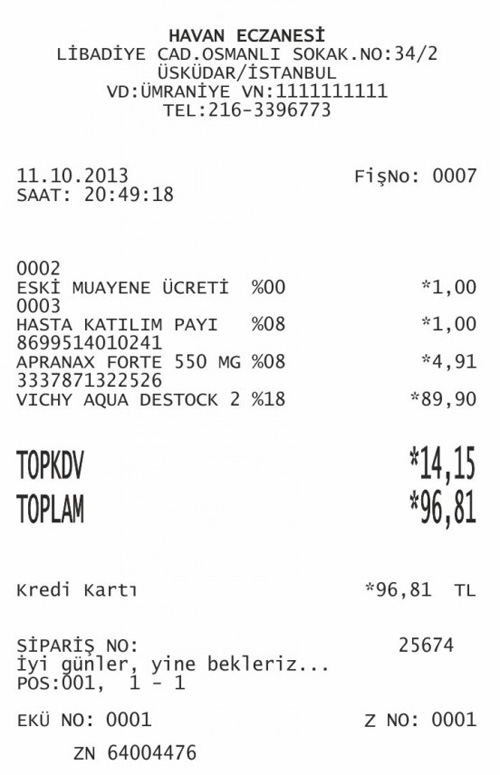 HAVAN ECZANESİ
LİBADİYE CAD.OSMANLI SOKAK.NO:34/2
ÜSKÜDAR/İSTANBUL
VD:ÜMRANİYE VN:1111111111
TEL:216-3396773
11.10.2013 FişNo: 0007
SAAT: 20:49:18
0002
ESKİ MUAYENE ÜCRETİ %00 *1,00
0003
HASTA KATILIM PAYI %08 *1,00
8699514010241
APRANAX FORTE 550 MG %08 *4,91
3337871322526
VICHY AQUA DESTOCK 2 %18 *89,90
TOPKDV *14,15
TOPLAM *96,81
Kredi Kartı *96,81 TL
SİPARİŞ NO: 25674
İyi günler, yine bekleriz...
POS:001, 1 - 1
EKÜ NO: 0001 Z NO: 0001
ZN 64004476